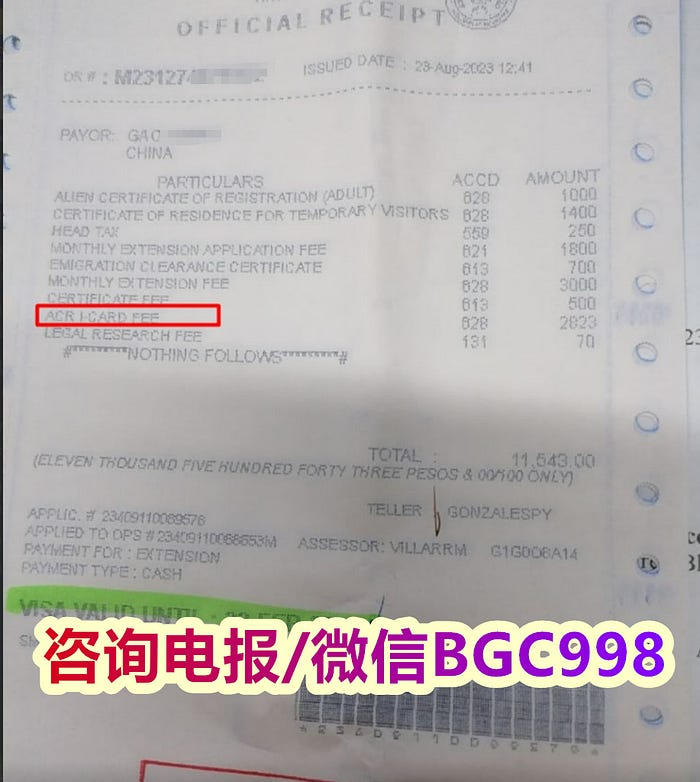 OFFICIAL RECEIPT
OR # : M231274
ISSUED DATE : 23-Aug-2023 12:41
PAYOR: GAO
CHINA
PARTICULARS ACCD AMOUNT
ALIEN CERTIFICATE OF REGISTRATION (ADULT) 628 1000
CERTIFICATE OF RESIDENCE FOR TEMPORARY VISITORS 628 1400
HEAD TAX 559 250
MONTHLY EXTENSION APPLICATION FEE 621 1800
EMIGRATION CLEARANCE CERTIFICATE 613 700
MONTHLY EXTENSION FEE 628 3000
CERTIFICATE FEE 613 500
ACR I-CARD FEE 628 2823
LEGAL RESEARCH FEE 131 70
#********NOTHING FOLLOWS********#
TOTAL : 11,543.00
(ELEVEN THOUSAND FIVE HUNDRED FORTY THREE PESOS & 00/100 ONLY)
TELLER : GONZALESPY
APPLIC. # 23409110089576
APPLIED TO OPS # ASSESSOR: VILLARRM
PAYMENT FOR : EXTENSION
PAYMENT TYPE : CASH
VISA VALID UNTIL
咨询电报/微信BGC998